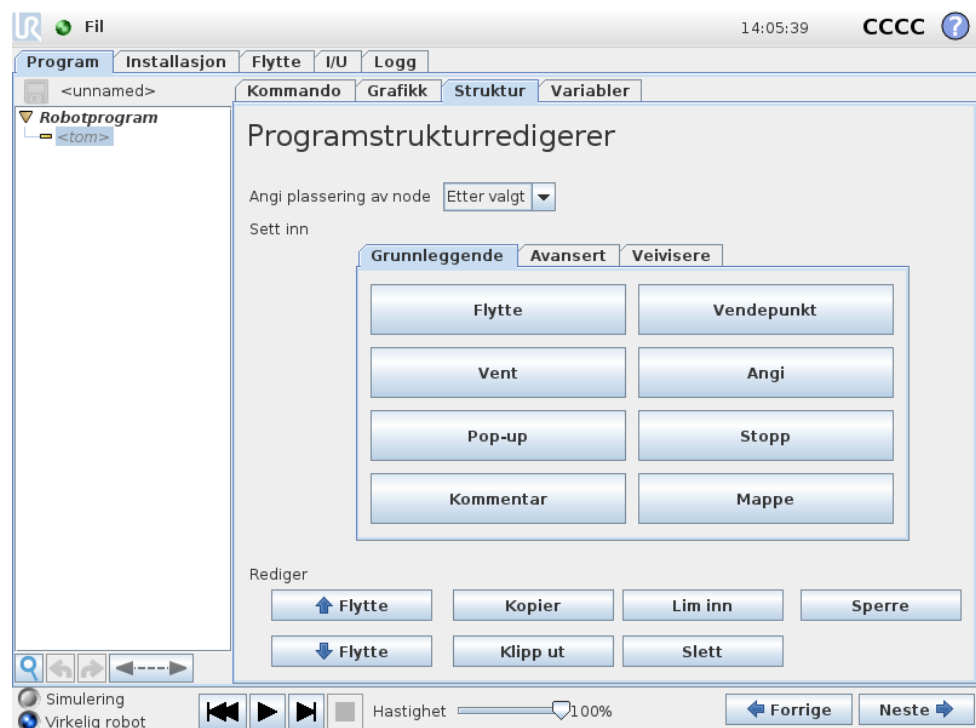 UR Fil 14:05:39 CCCC ?
Program Installasjon Flytte I/U Logg
<unnamed>
Kommando Grafikk Struktur Variabler
Robotprogram
<tom>
Programstrukturredigerer
Angi plassering av node Etter valgt
Sett inn
Grunnleggende Avansert Veivisere
Flytte Vendepunkt
Vent Angi
Pop-up Stopp
Kommentar Mappe
Rediger
Flytte Kopier Lim inn Sperre
Flytte Klipp ut Slett
Simulering
Virkelig robot
Hastighet 100%
Forrige Neste